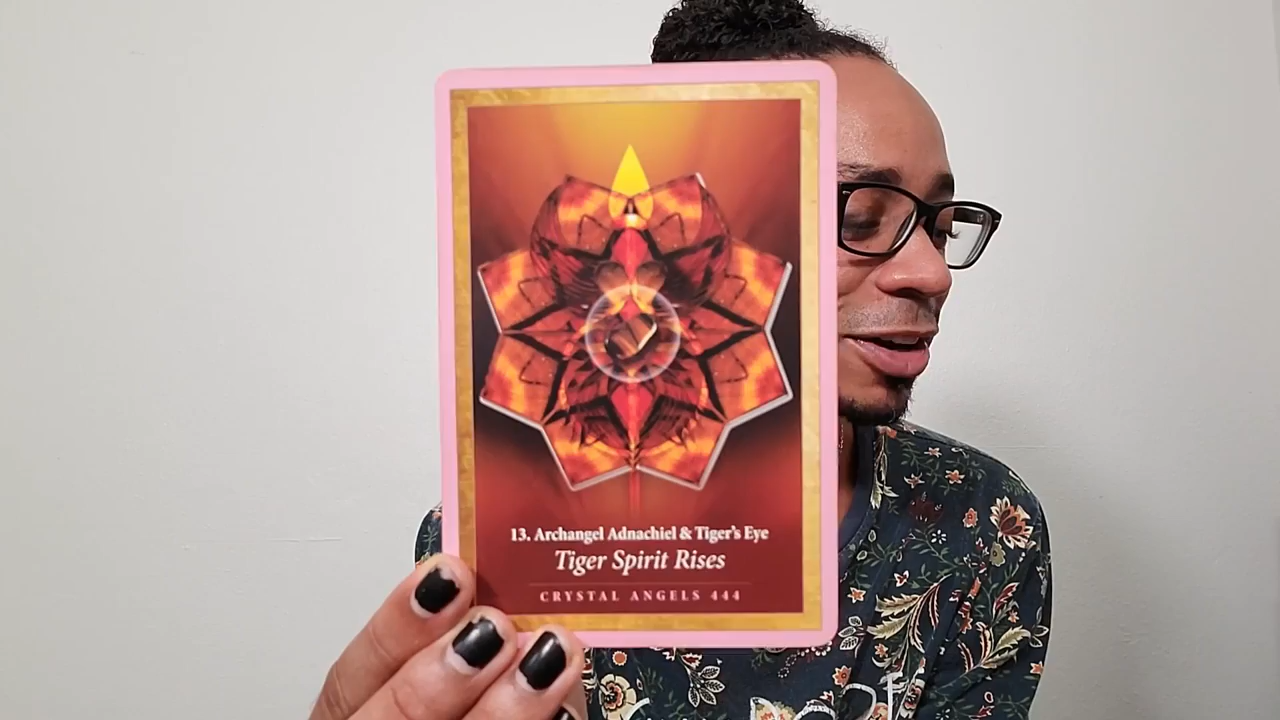 13. Archangel Adnachiel & Tiger's Eye
Tiger Spirit Rises
CRYSTAL ANGELS 444